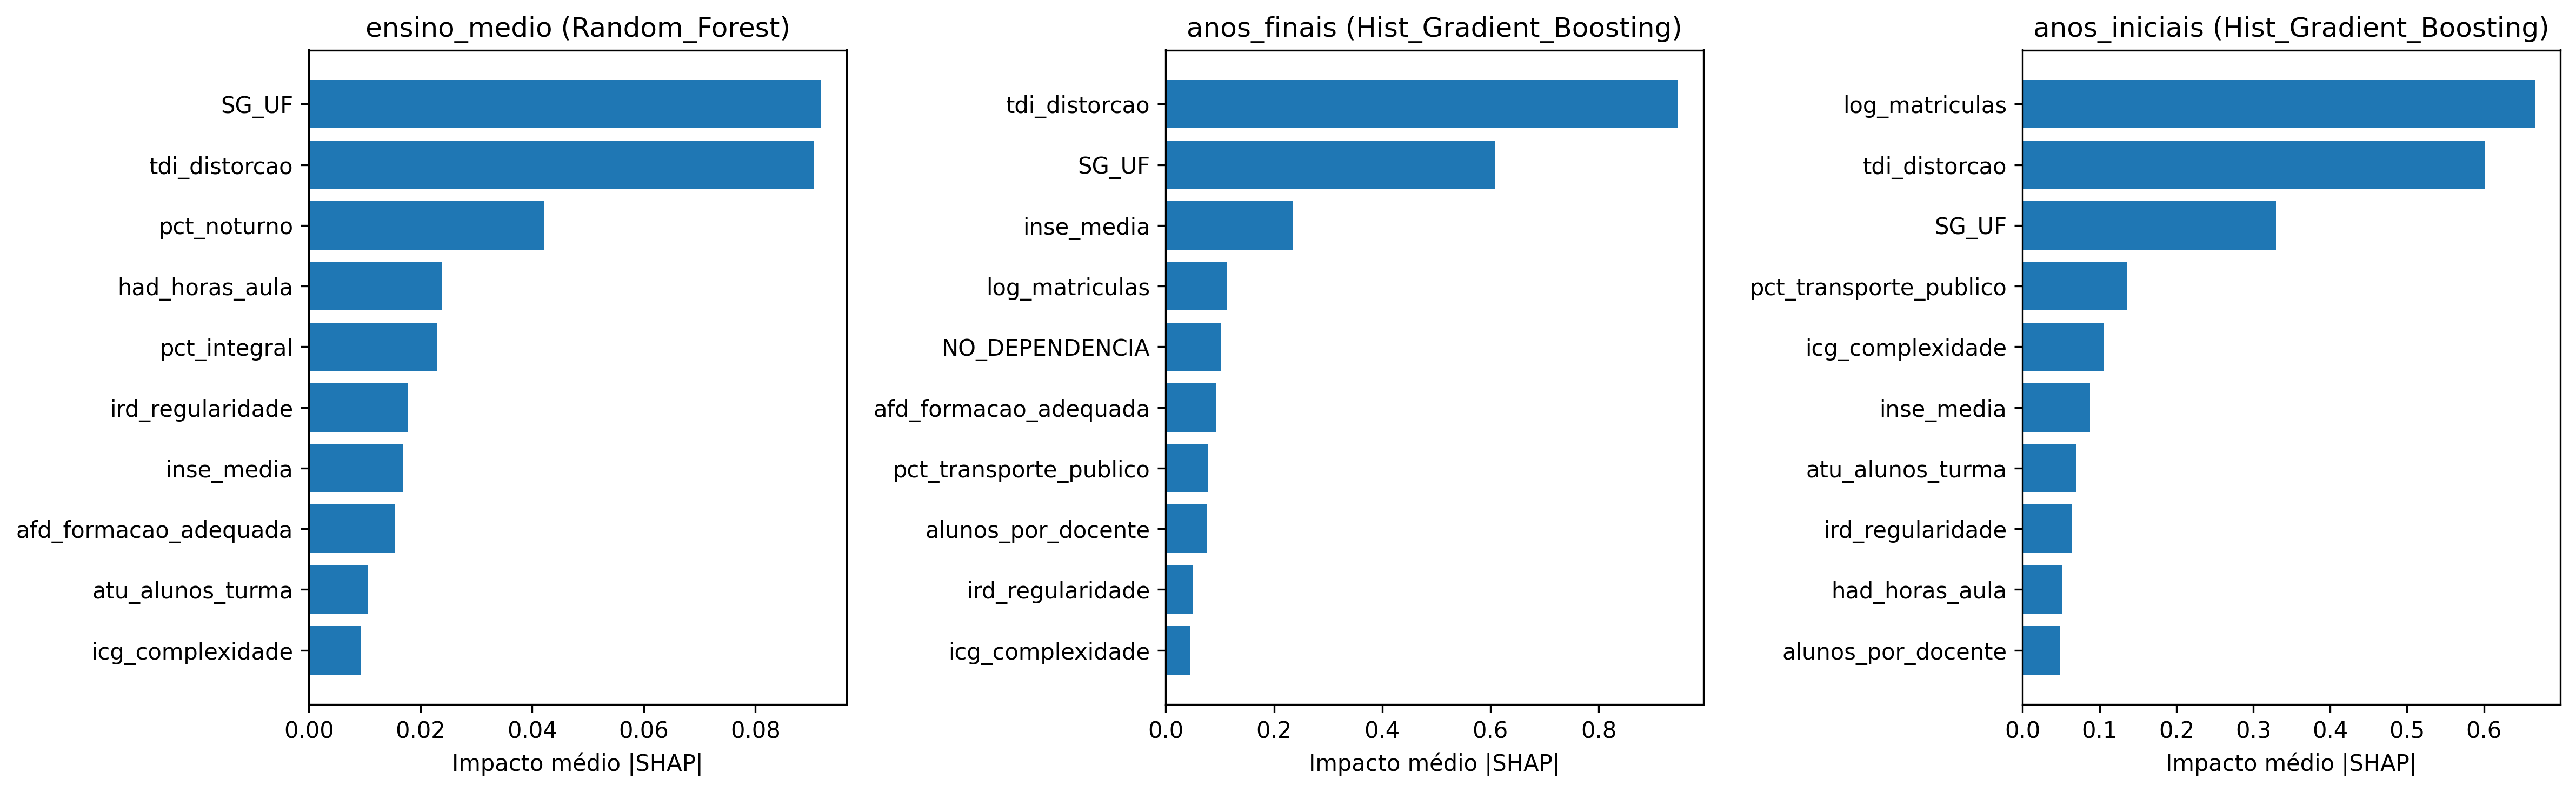 ensino_medio (Random_Forest)
SG_UF
tdi_distorcao
pct_noturno
had_horas_aula
pct_integral
ird_regularidade
inse_media
afd_formacao_adequada
atu_alunos_turma
icg_complexidade
0.00 0.02 0.04 0.06 0.08
Impacto médio |SHAP|
anos_finais (Hist_Gradient_Boosting)
tdi_distorcao
SG_UF
inse_media
log_matriculas
NO_DEPENDENCIA
afd_formacao_adequada
pct_transporte_publico
alunos_por_docente
ird_regularidade
icg_complexidade
0.0 0.2 0.4 0.6 0.8
Impacto médio |SHAP|
anos_iniciais (Hist_Gradient_Boosting)
log_matriculas
tdi_distorcao
SG_UF
pct_transporte_publico
icg_complexidade
inse_media
atu_alunos_turma
ird_regularidade
had_horas_aula
alunos_por_docente
0.0 0.1 0.2 0.3 0.4 0.5 0.6
Impacto médio |SHAP|